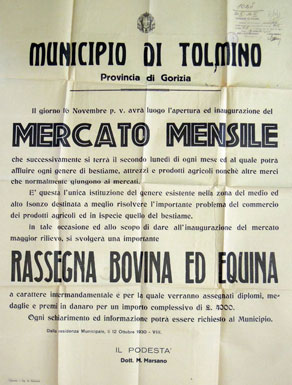 MUNICIPIO DI TOLMINO
Provincia di Gorizia
Il giorno 16 Novembre p. v. avrà luogo l'apertura ed inaugurazione del
MERCATO MENSILE
che successivamente si terrà il secondo lunedì di ogni mese ed al quale potrà
affluire ogni genere di bestiame, attrezzi e prodotti agricoli nonchè altre merci
che normalmente giungono ai mercati.
E' questa l'unica istituzione del genere esistente nella zona del medio ed
alto Isonzo destinata a meglio risolvere l'importante problema del commercio
dei prodotti agricoli ed in ispecie quello del bestiame.
In tale occasione ed allo scopo di dare all'inaugurazione del mercato
maggior rilievo, si svolgerà una importante
RASSEGNA BOVINA ED EQUINA
a carattere intermandamentale e per la quale verranno assegnati diplomi, me-
daglie e premi in danaro per un importo complessivo di £. 4000.
Ogni schiarimento ed informazione potrà essere richiesto al Municipio.
Dalla Residenza Municipale, il 12 Ottobre 1930 - VIII.
IL PODESTÀ
Dott. M. Marsano